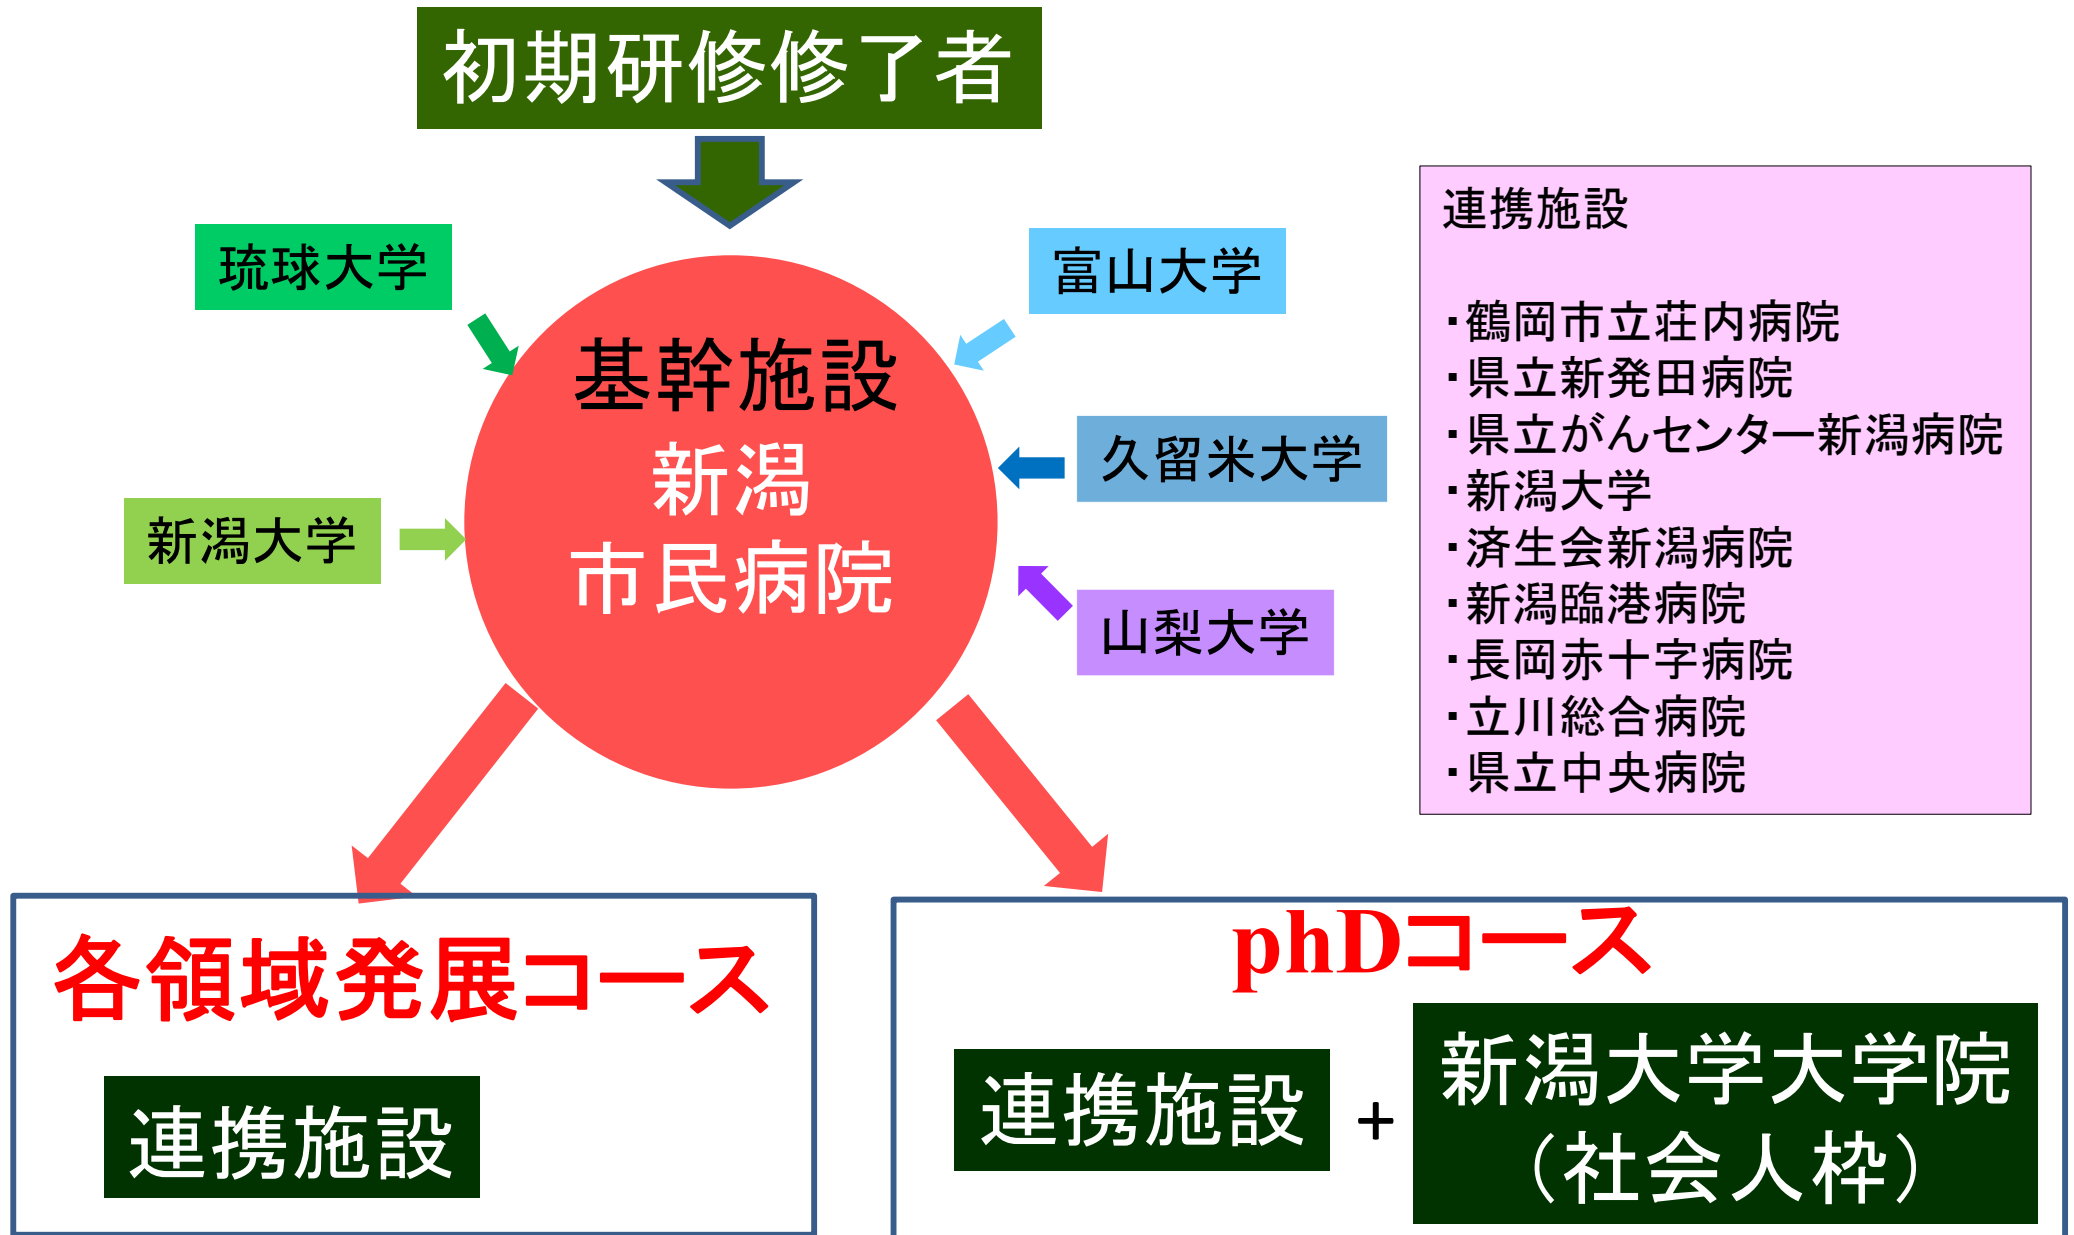 初期研修修了者
琉球大学
富山大学
基幹施設
新潟
市民病院
久留米大学
新潟大学
山梨大学
連携施設
・鶴岡市立荘内病院
・県立新発田病院
・県立がんセンター新潟病院
・新潟大学
・済生会新潟病院
・新潟臨港病院
・長岡赤十字病院
・立川総合病院
・県立中央病院
各領域発展コース
連携施設
phDコース
連携施設
+
新潟大学大学院
（社会人枠）